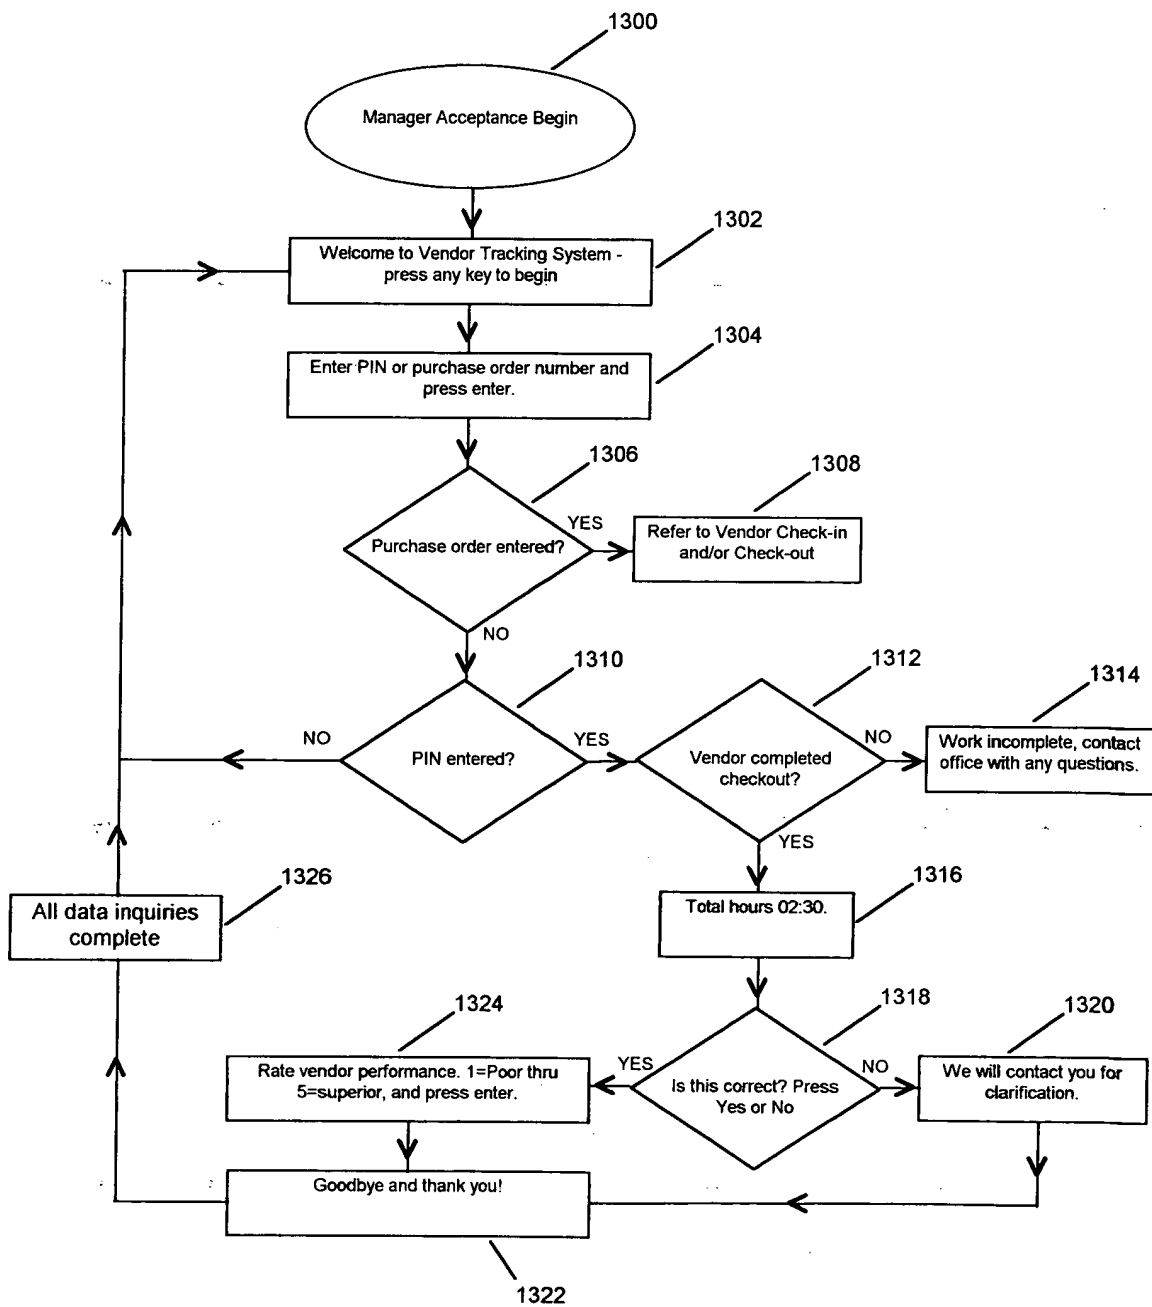 1300
Manager Acceptance Begin
1302
Welcome to Vendor Tracking System -
press any key to begin
1304
Enter PIN or purchase order number and
press enter.
1306
1308
YES
Purchase order entered?
Refer to Vendor Check-in
and/or Check-out
NO
1310
1312
1314
NO
PIN entered?
YES
Vendor completed
checkout?
NO
Work incomplete, contact
office with any questions.
YES
1316
Total hours 02:30.
1326
All data inquiries
complete
1324
1318
1320
Rate vendor performance. 1=Poor thru
5=superior, and press enter.
YES
Is this correct? Press
Yes or No
NO
We will contact you for
clarification.
Goodbye and thank you!
1322